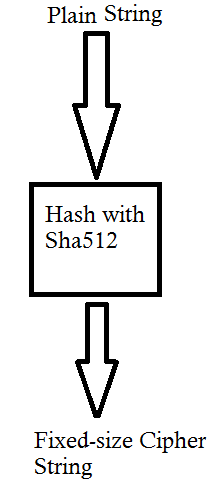 Plain String
Hash with
Sha512
Fixed-size Cipher
String